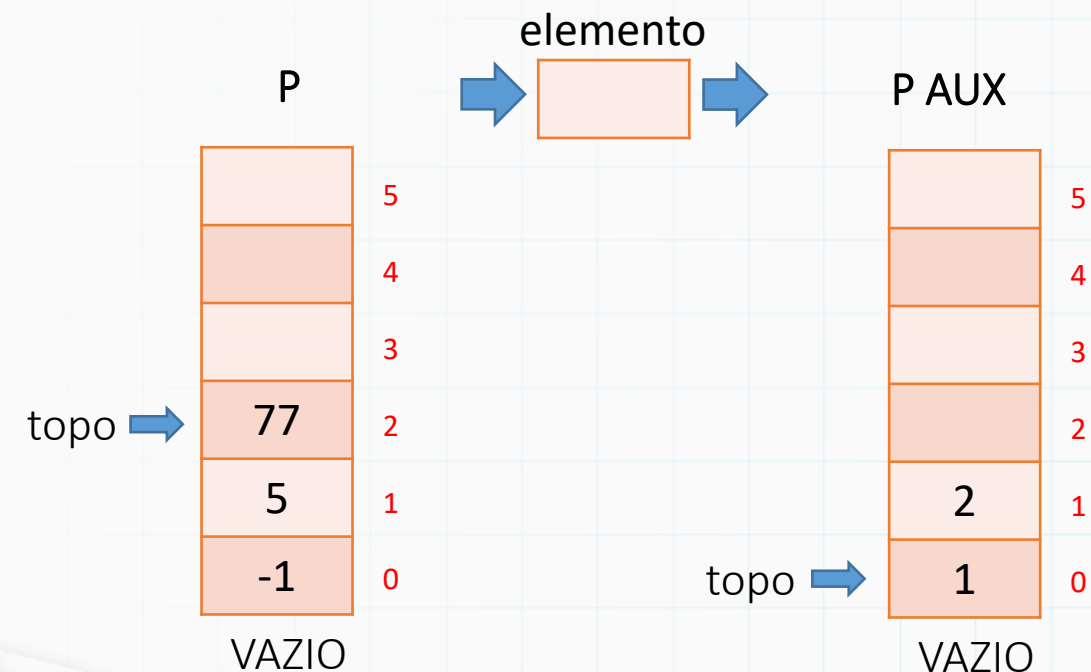 elemento
P
P AUX
5
4
3
topo 77 2
5 1
-1 0
VAZIO
5
4
3
2
2 1
topo 1 0
VAZIO